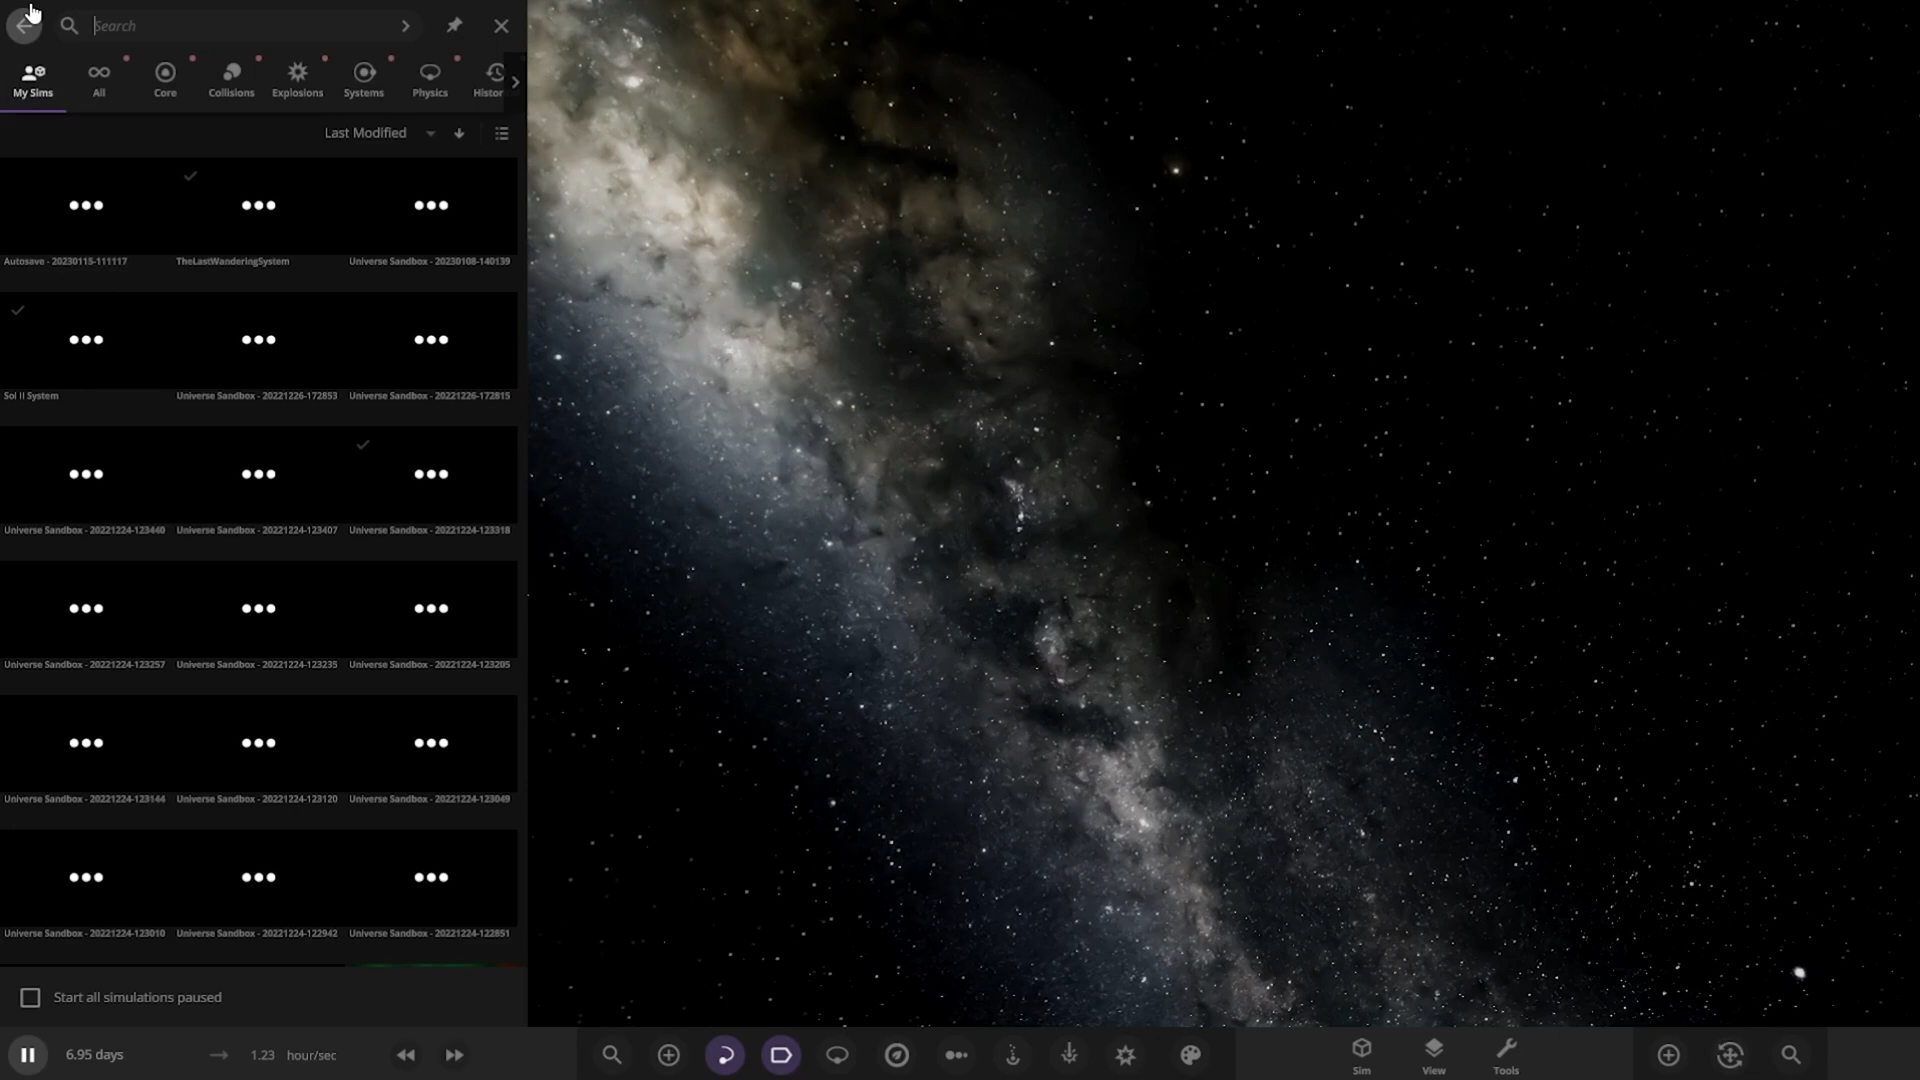 Search
My Sims
All
Core
Collisions
Explosions
Systems
Physics
Histor
Last Modified
Autosave - 20230115-111117
TheLastWanderingSystem
Universe Sandbox - 20230108-140139
Sol II System
Universe Sandbox - 20221226-172853
Universe Sandbox - 20221226-172815
Universe Sandbox - 20221224-123440
Universe Sandbox - 20221224-123407
Universe Sandbox - 20221224-123318
Universe Sandbox - 20221224-123257
Universe Sandbox - 20221224-123235
Universe Sandbox - 20221224-123205
Universe Sandbox - 20221224-123144
Universe Sandbox - 20221224-123120
Universe Sandbox - 20221224-123049
Universe Sandbox - 20221224-123010
Universe Sandbox - 20221224-122942
Universe Sandbox - 20221224-122851
Start all simulations paused
6.95 days
1.23 hour/sec
Sim
View
Tools